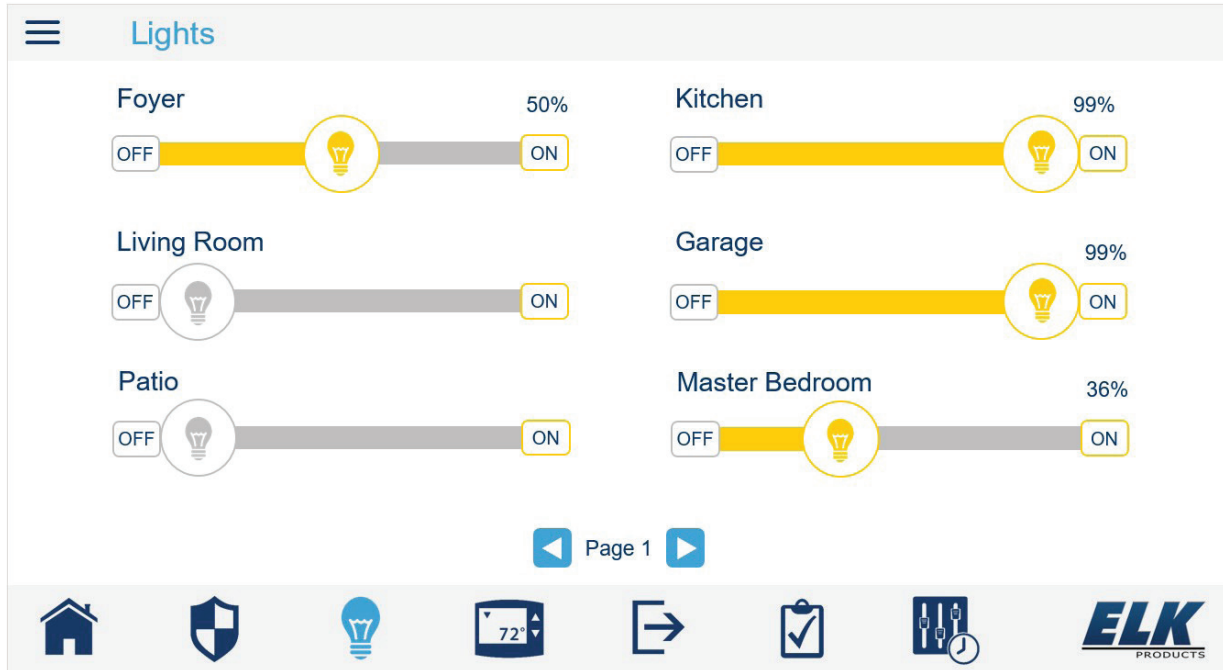 Lights
Foyer 50%
OFF ON
Kitchen 99%
OFF ON
Living Room
OFF ON
Garage 99%
OFF ON
Patio
OFF ON
Master Bedroom 36%
OFF ON
Page 1
72°
ELK
PRODUCTS